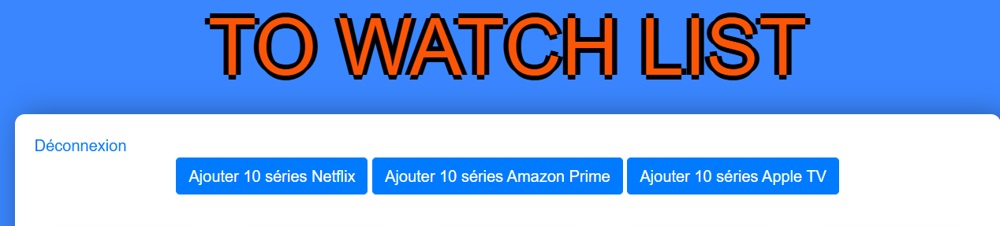 TO WATCH LIST
Déconnexion
Ajouter 10 séries Netflix Ajouter 10 séries Amazon Prime Ajouter 10 séries Apple TV